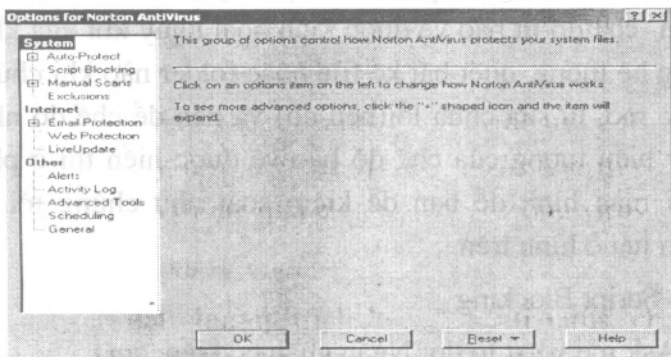 Options for Norton AntiVirus
System
Auto-Protect
Script Blocking
Manual Scans
Exclusions
Internet
Email Protection
Web Protection
LiveUpdate
Other
Alerts
Activity Log
Advanced Tools
Scheduling
General
This group of options control how Norton AntiVirus protects your system files.
Click on an options item on the left to change how Norton AntiVirus works.
To see more advanced options, click the "+" shaped icon and the item will
expand.
OK
Cancel
Reset
Help